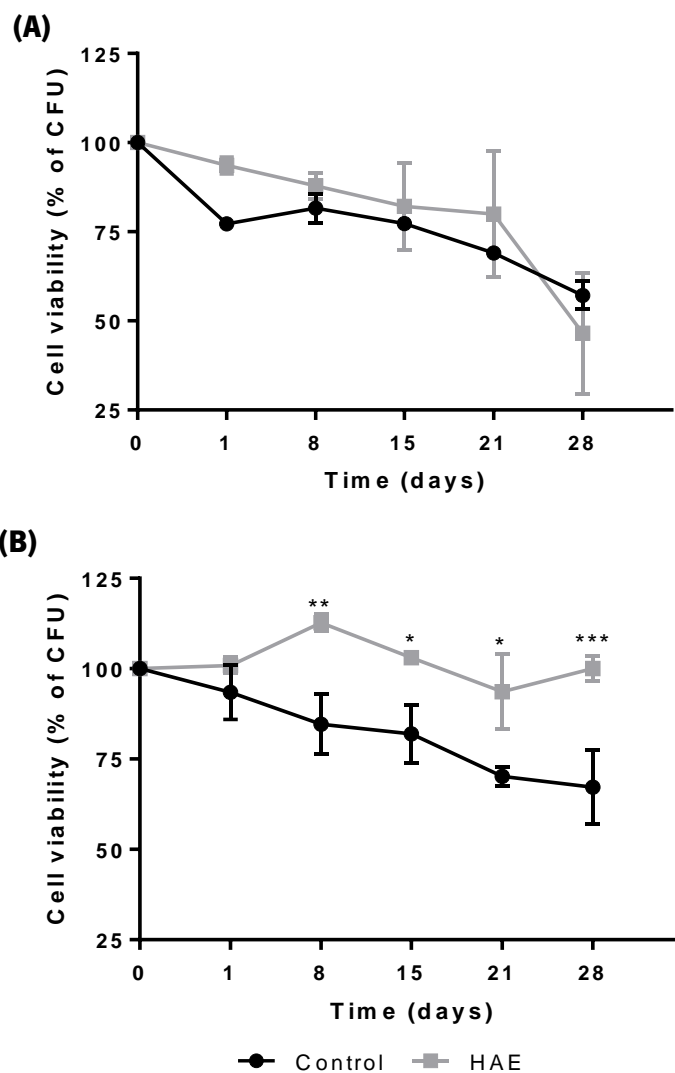 (A)
Cell viability (% of CFU)
125
100
75
50
25
0 1 8 15 21 28
Time (days)
(B)
Cell viability (% of CFU)
125
100
75
50
25
** * * ***
0 1 8 15 21 28
Time (days)
Control HAE